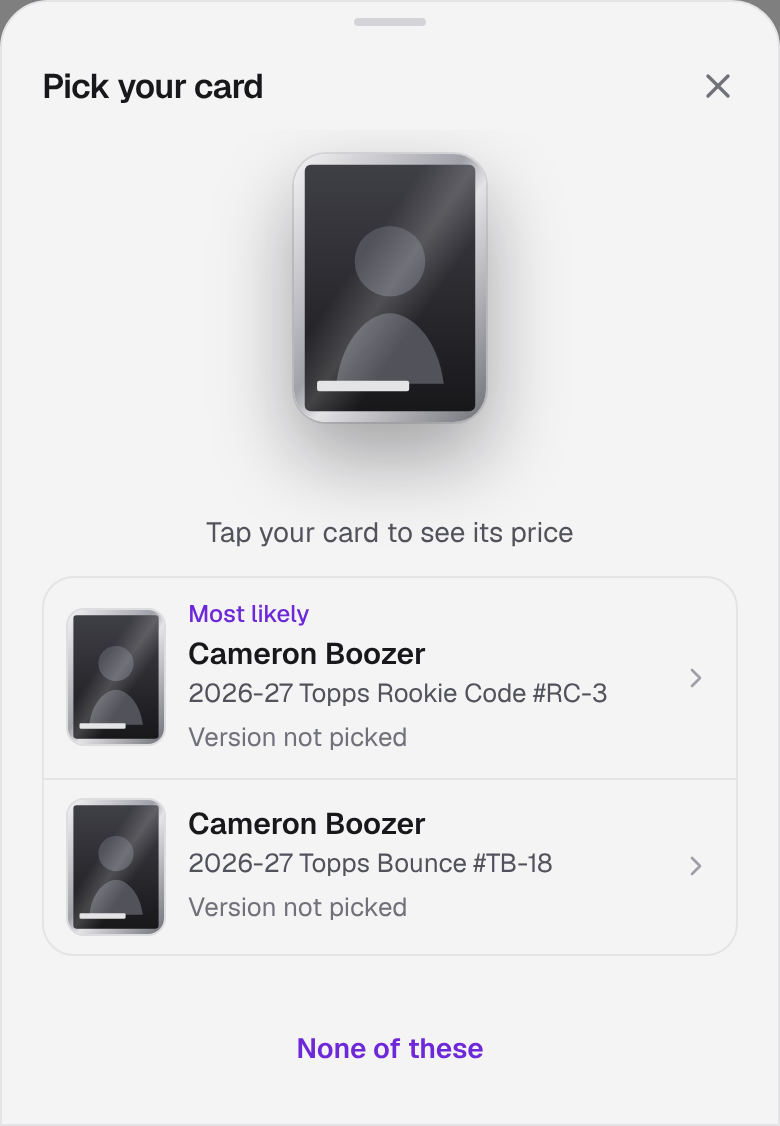 Pick your card
Tap your card to see its price
Most likely
Cameron Boozer
2026-27 Topps Rookie Code #RC-3
Version not picked
Cameron Boozer
2026-27 Topps Bounce #TB-18
Version not picked
None of these